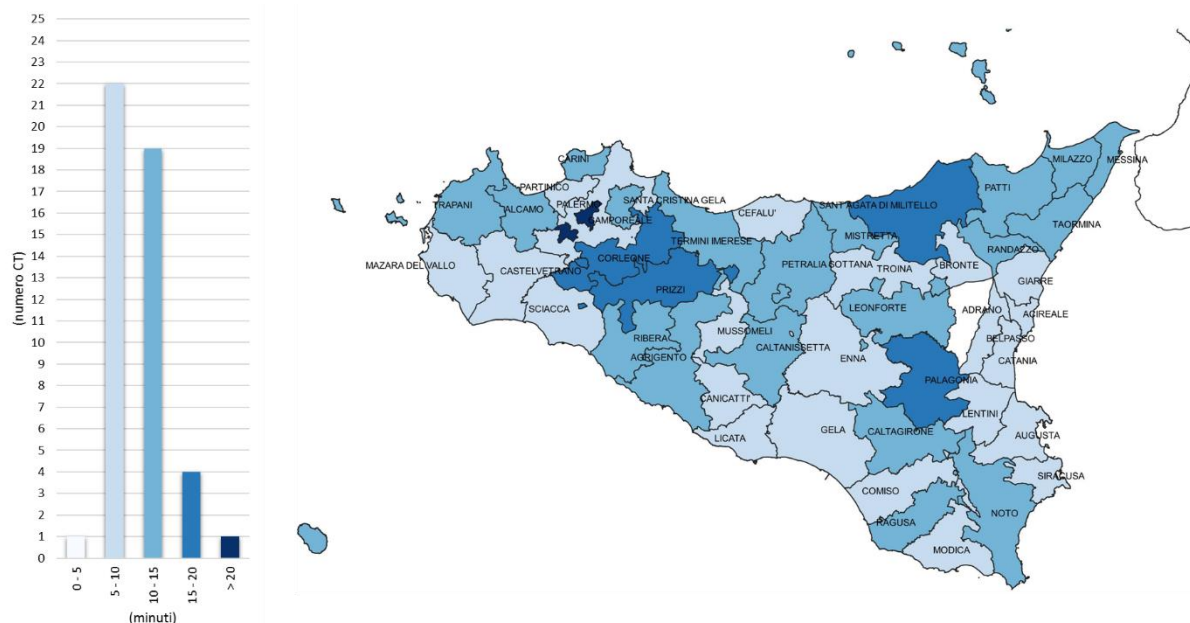 25
24
23
22
21
20
19
18
17
16
15
14
13
12
11
10
9
8
7
6
5
4
3
2
1
0
(numero CT)
0 - 5
5 - 10
10 - 15
15 - 20
> 20
(minuti)
CARINI
PARTINICO
TRAPANI
ALCAMO
PALERMO
SANTA CRISTINA GELA
CAMPOREALE
CEFALU'
SANT'AGATA DI MILITELLO
PATTI
MILAZZO
MESSINA
TAORMINA
MISTRETTA
RANDAZZO
TERMINI IMERESE
MAZARA DEL VALLO
CASTELVETRANO
CORLEONE
PETRALIA SOTTANA
TROINA
BRONTE
GIARRE
PRIZZI
SCIACCA
LEONFORTE
ADRANO
ACIREALE
RIBERA
MUSSOMELI
BELPASSO
AGRIGENTO
CALTANISSETTA
ENNA
CATANIA
PALAGONIA
CANICATTI'
LENTINI
LICATA
GELA
CALTAGIRONE
AUGUSTA
SIRACUSA
COMISO
NOTO
RAGUSA
MODICA